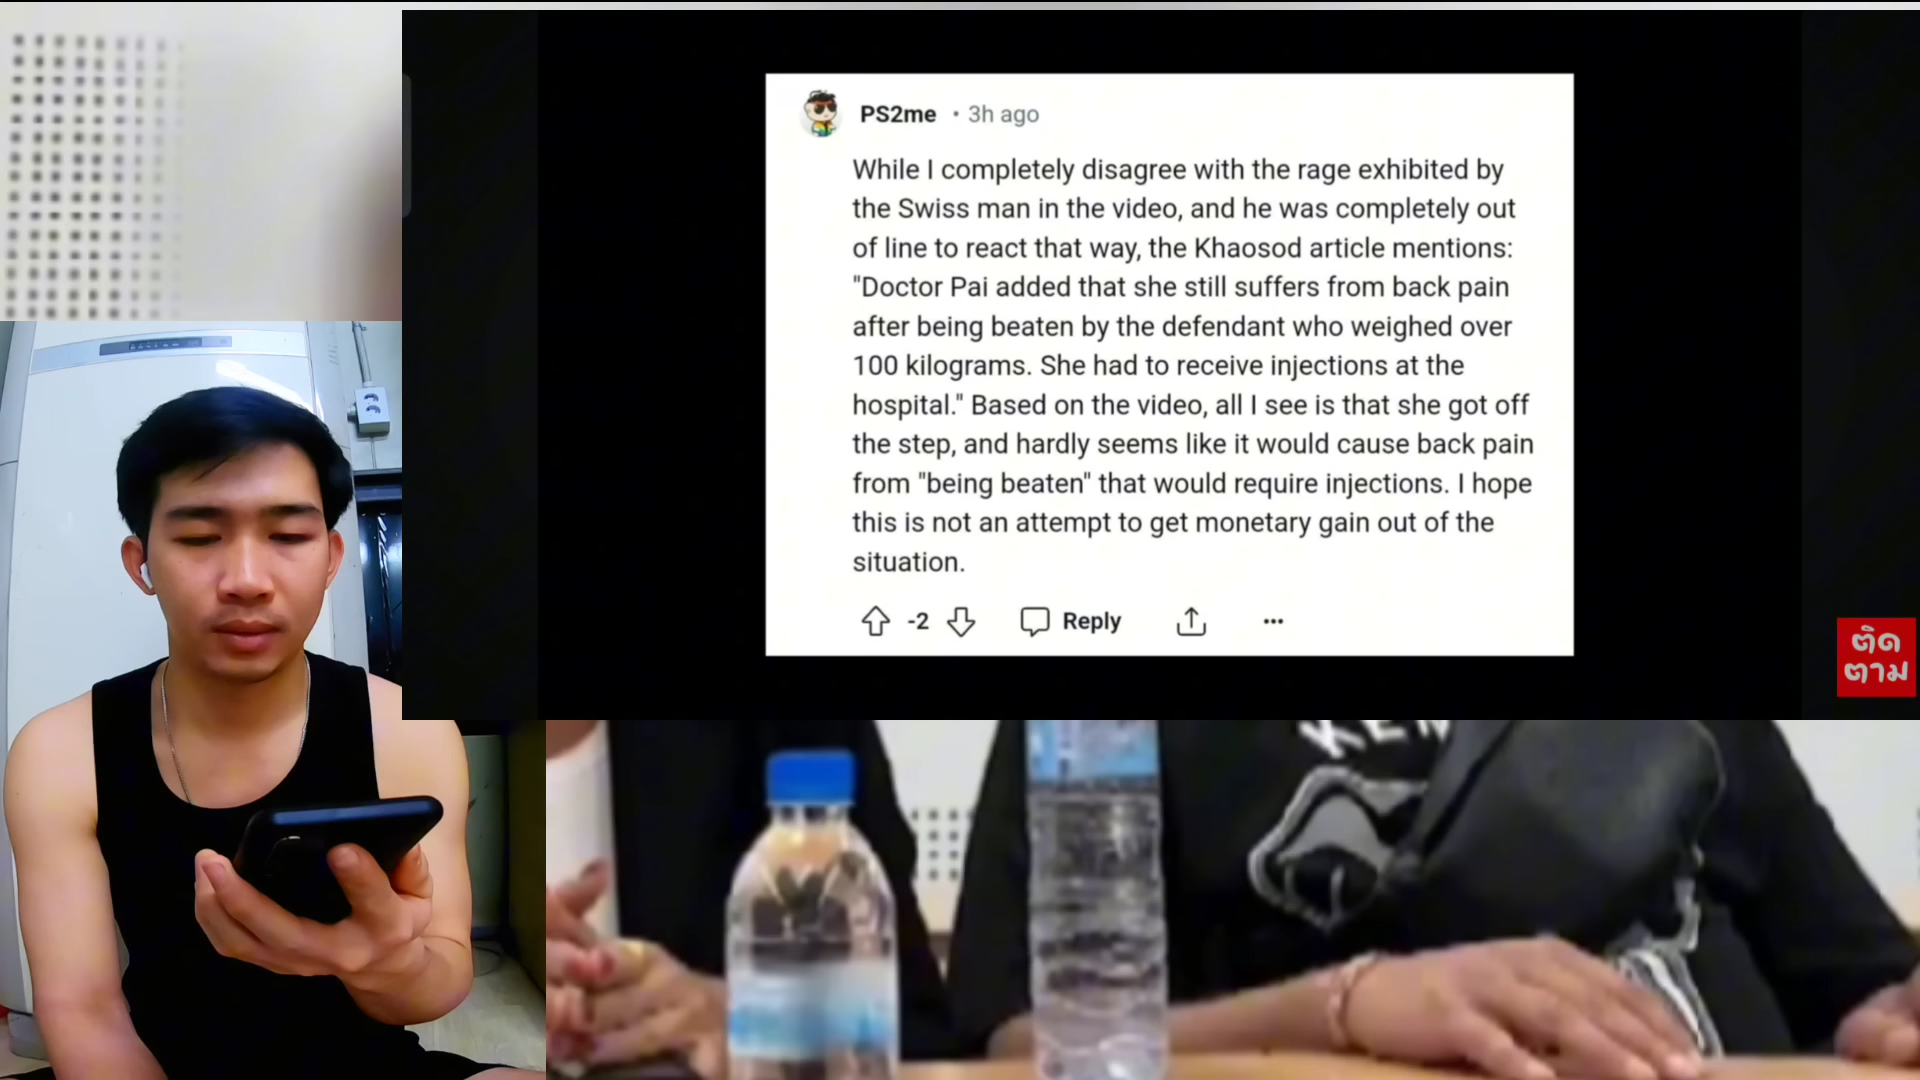 PS2me • 3h ago
While I completely disagree with the rage exhibited by
the Swiss man in the video, and he was completely out
of line to react that way, the Khaosod article mentions:
"Doctor Pai added that she still suffers from back pain
after being beaten by the defendant who weighed over
100 kilograms. She had to receive injections at the
hospital." Based on the video, all I see is that she got off
the step, and hardly seems like it would cause back pain
from "being beaten" that would require injections. I hope
this is not an attempt to get monetary gain out of the
situation.
-2 Reply ...
ติด
ตาม